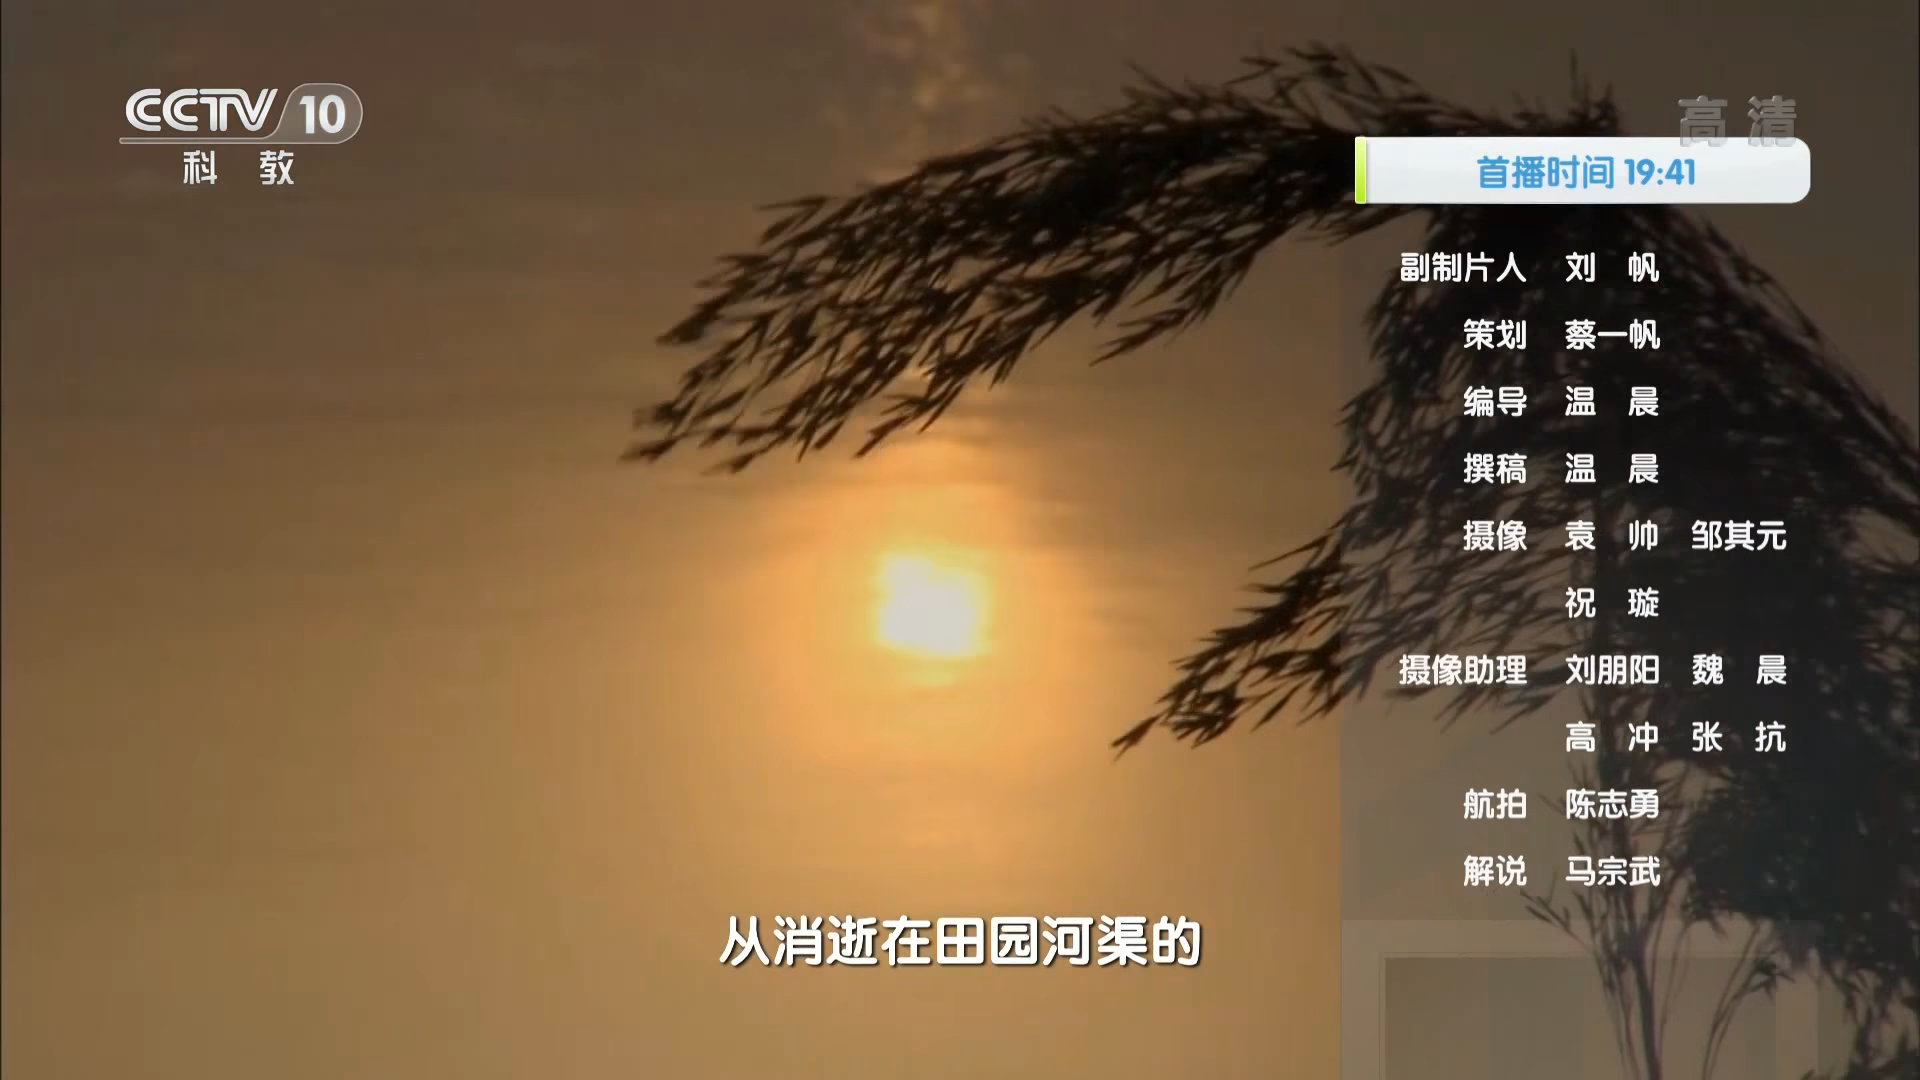 CCTV 10
科 教
高 清
首播时间 19:41
副制片人 刘 帆
策划 蔡一帆
编导 温 晨
撰稿 温 晨
摄像 袁 帅 邹其元
祝 璇
摄像助理 刘朋阳 魏 晨
高 冲 张 抗
航拍 陈志勇
解说 马宗武
从消逝在田园河渠的